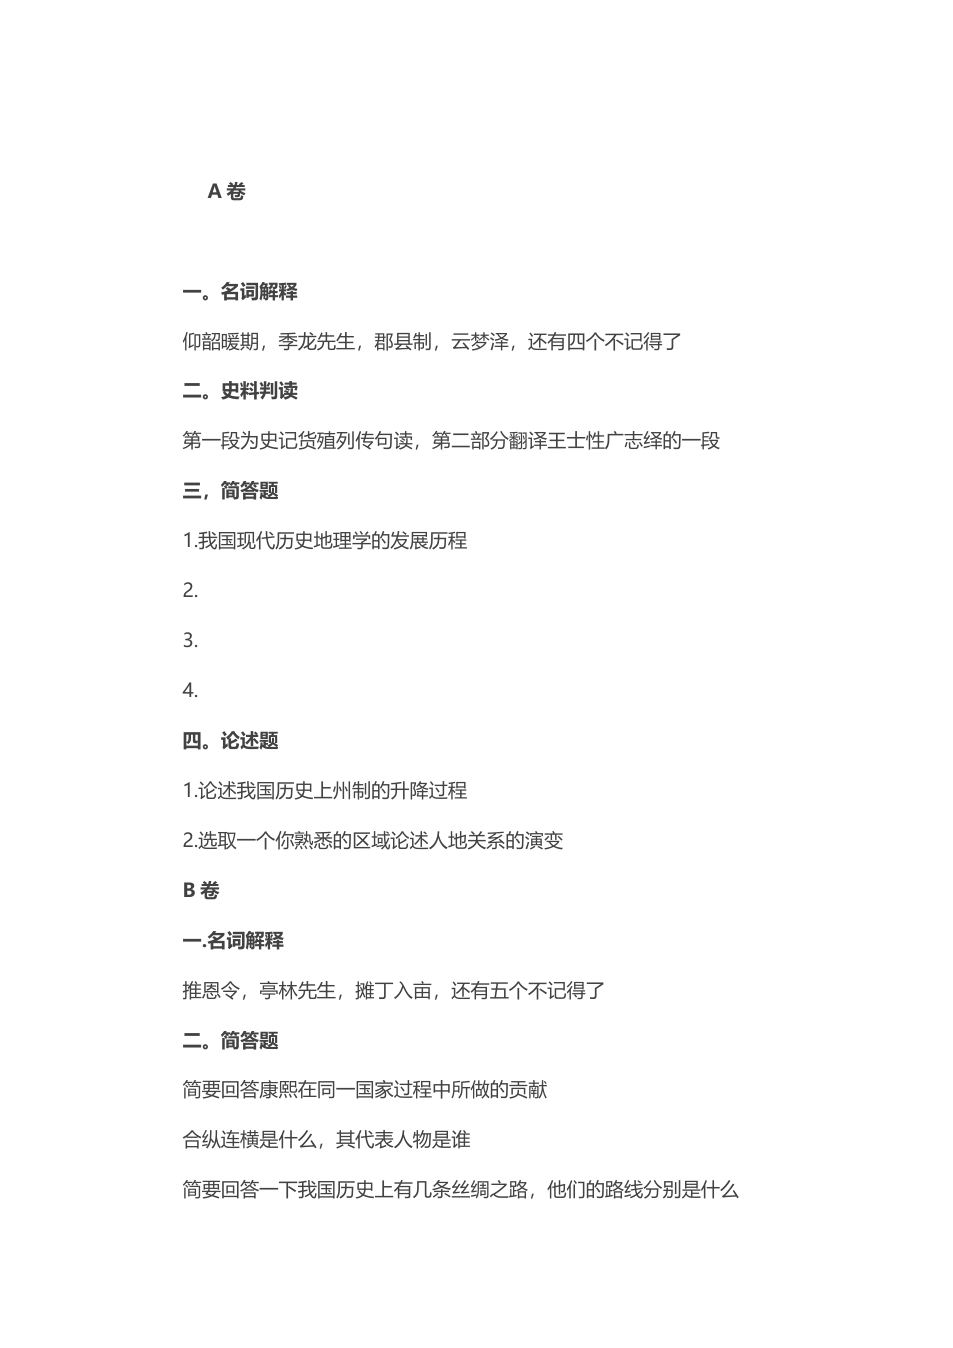 A 卷
一。名词解释
仰韶暖期，季龙先生，郡县制，云梦泽，还有四个不记得了
二。史料判读
第一段为史记货殖列传句读，第二部分翻译王士性广志绎的一段
三，简答题
1.我国现代历史地理学的发展历程
2.
3.
4.
四。论述题
1.论述我国历史上州制的升降过程
2.选取一个你熟悉的区域论述人地关系的演变
B 卷
一.名词解释
推恩令，亭林先生，摊丁入亩，还有五个不记得了
二。简答题
简要回答康熙在同一国家过程中所做的贡献
合纵连横是什么，其代表人物是谁
简要回答一下我国历史上有几条丝绸之路，他们的路线分别是什么